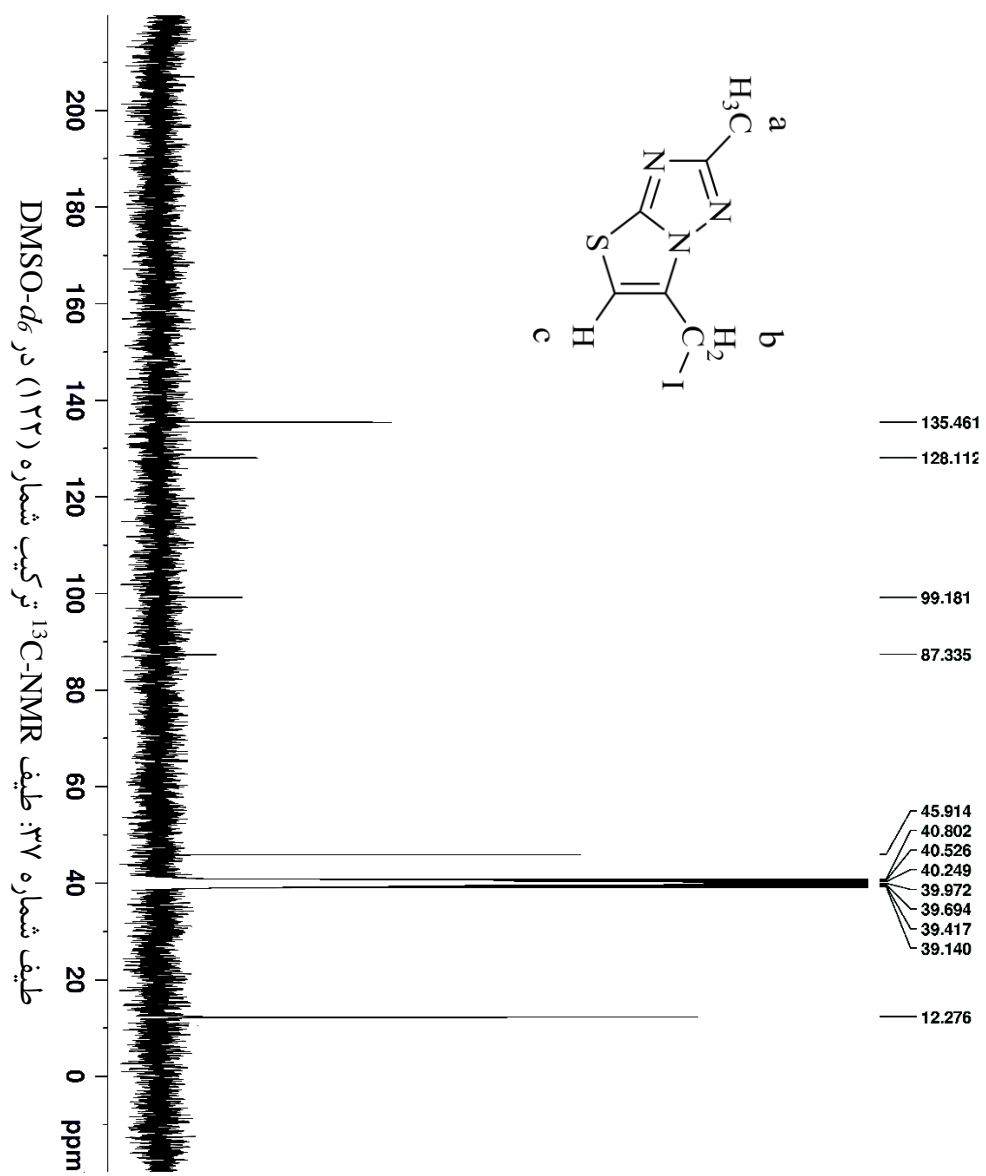 H₃C
a
N
N
N
S
H₂
C
b
I
H
c
135.461
128.112
99.181
87.335
45.914
40.802
40.526
40.249
39.972
39.694
39.417
39.140
12.276
200 180 160 140 120 100 80 60 40 20 0 ppm
طیف شماره ۳۷: طیف ¹³C-NMR ترکیب شماره (۱۲۲) در DMSO-d₆